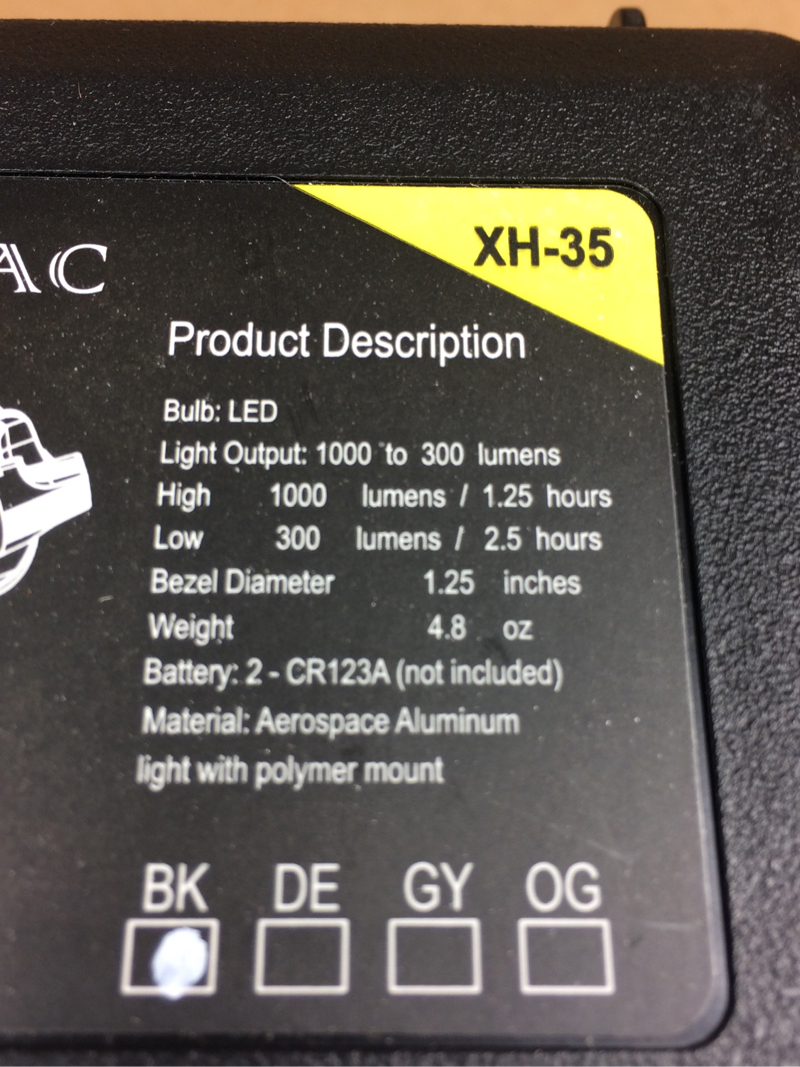 AC
XH-35
Product Description
Bulb: LED
Light Output: 1000 to 300 lumens
High 1000 lumens / 1.25 hours
Low 300 lumens / 2.5 hours
Bezel Diameter 1.25 inches
Weight 4.8 oz
Battery: 2 - CR123A (not included)
Material: Aerospace Aluminum
light with polymer mount
BK DE GY OG